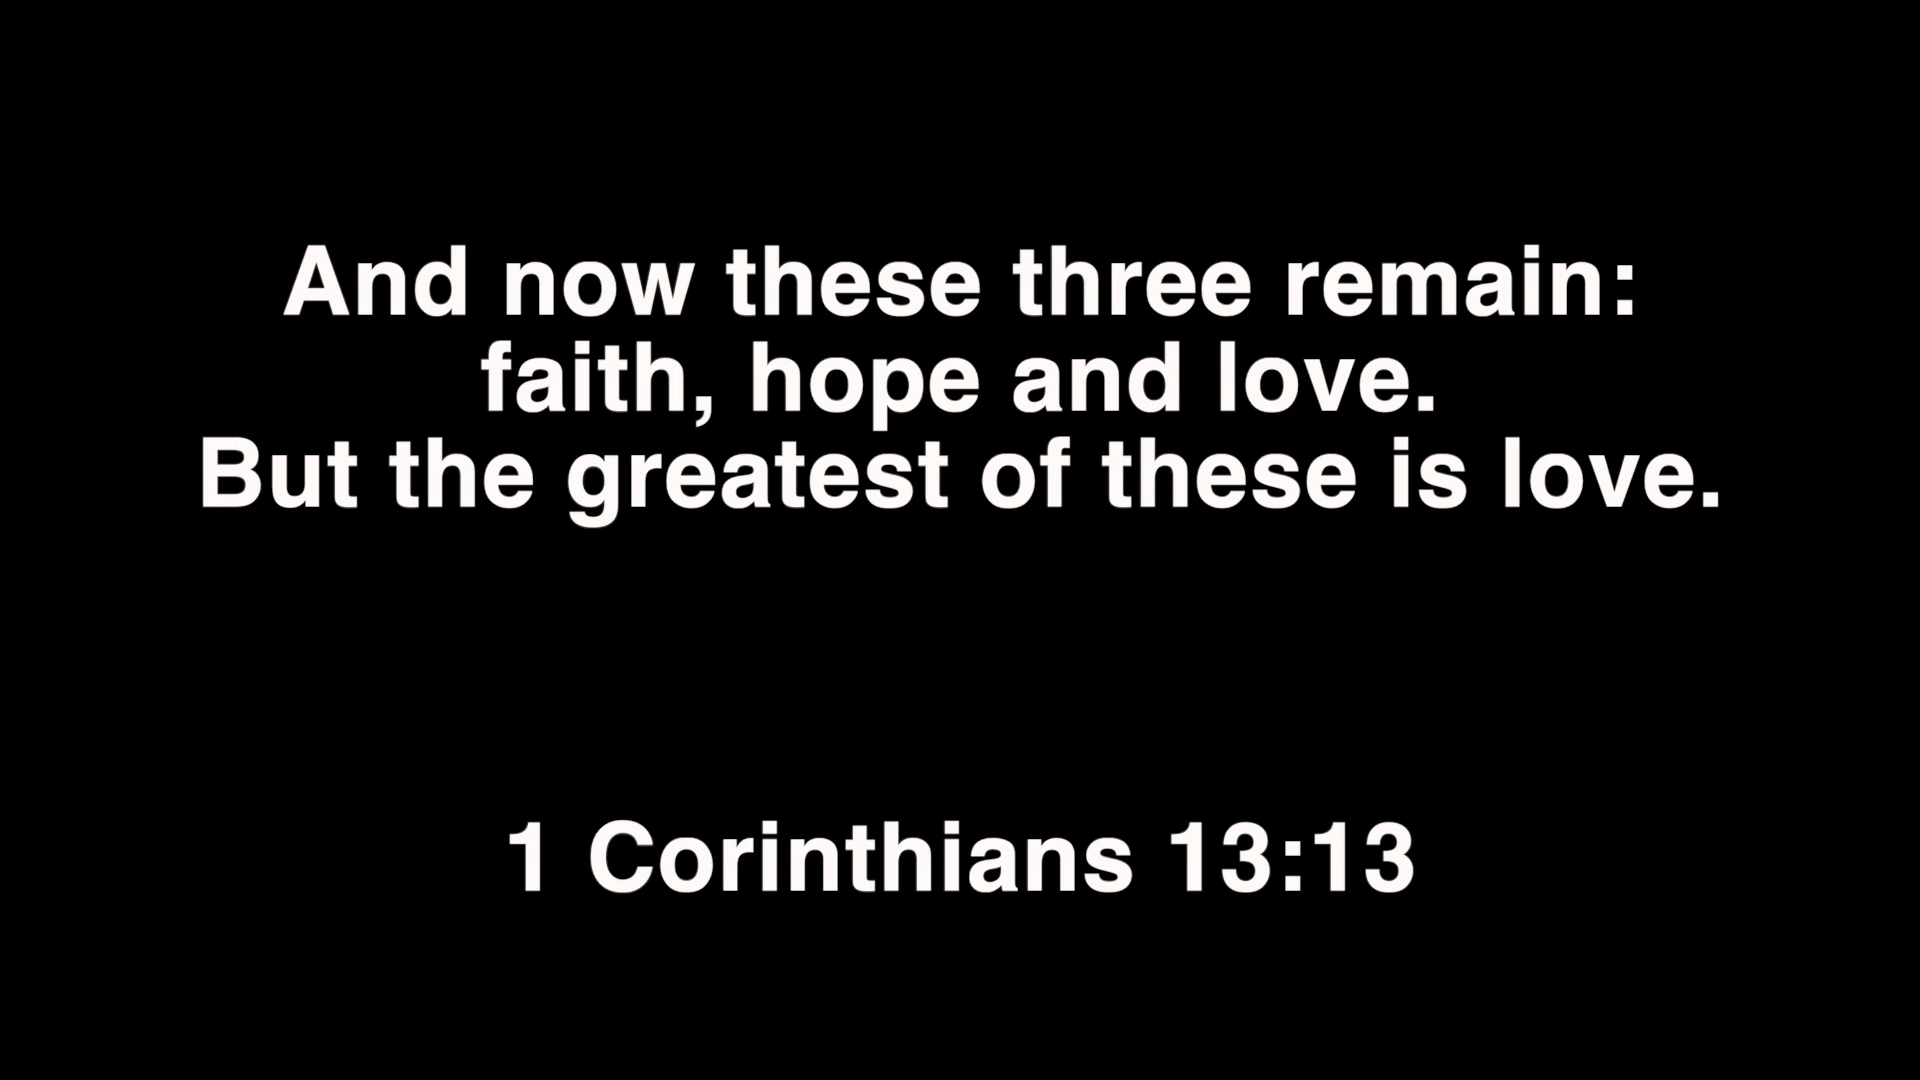 And now these three remain:
faith, hope and love.
But the greatest of these is love.
1 Corinthians 13:13